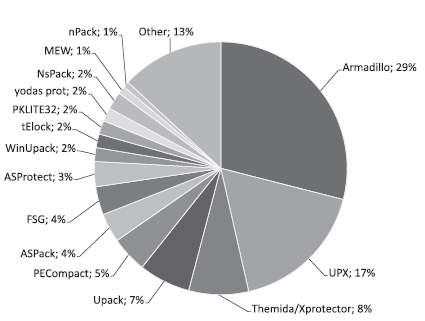 nPack; 1%
Other; 13%
MEW; 1%
Armadillo; 29%
NsPack; 2%
yodas prot; 2%
PKLITE32; 2%
tElock; 2%
WinUpack; 2%
ASProtect; 3%
FSG; 4%
ASPack; 4%
PECompact; 5%
UPX; 17%
Upack; 7%
Themida/Xprotector; 8%